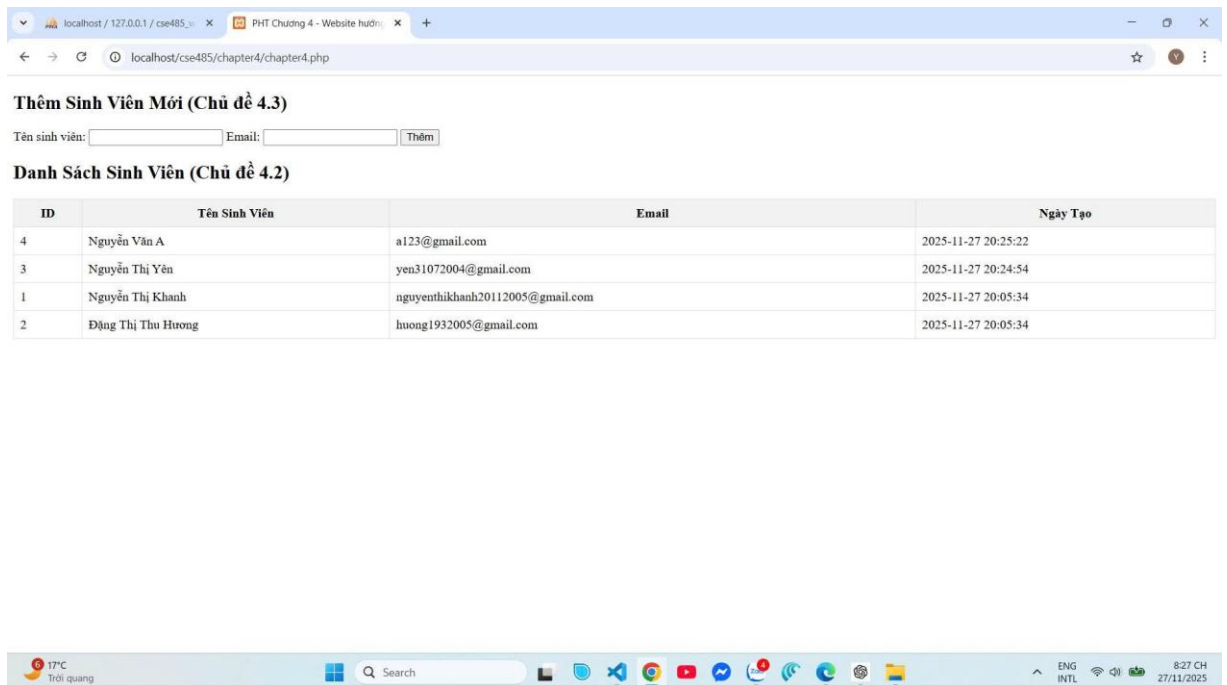 localhost / 127.0.0.1 / cse485_
PHT Chương 4 - Website hướn
localhost/cse485/chapter4/chapter4.php
Y
Thêm Sinh Viên Mới (Chủ đề 4.3)
Tên sinh viên: Email: Thêm
Danh Sách Sinh Viên (Chủ đề 4.2)
ID Tên Sinh Viên Email Ngày Tạo
4 Nguyễn Văn A a123@gmail.com 2025-11-27 20:25:22
3 Nguyễn Thị Yên yen31072004@gmail.com 2025-11-27 20:24:54
1 Nguyễn Thị Khanh nguyenthikhanh20112005@gmail.com 2025-11-27 20:05:34
2 Đặng Thị Thu Hương huong1932005@gmail.com 2025-11-27 20:05:34
6 17°C
Trời quang
Search
4
Zalo
ENG
INTL
8:27 CH
27/11/2025